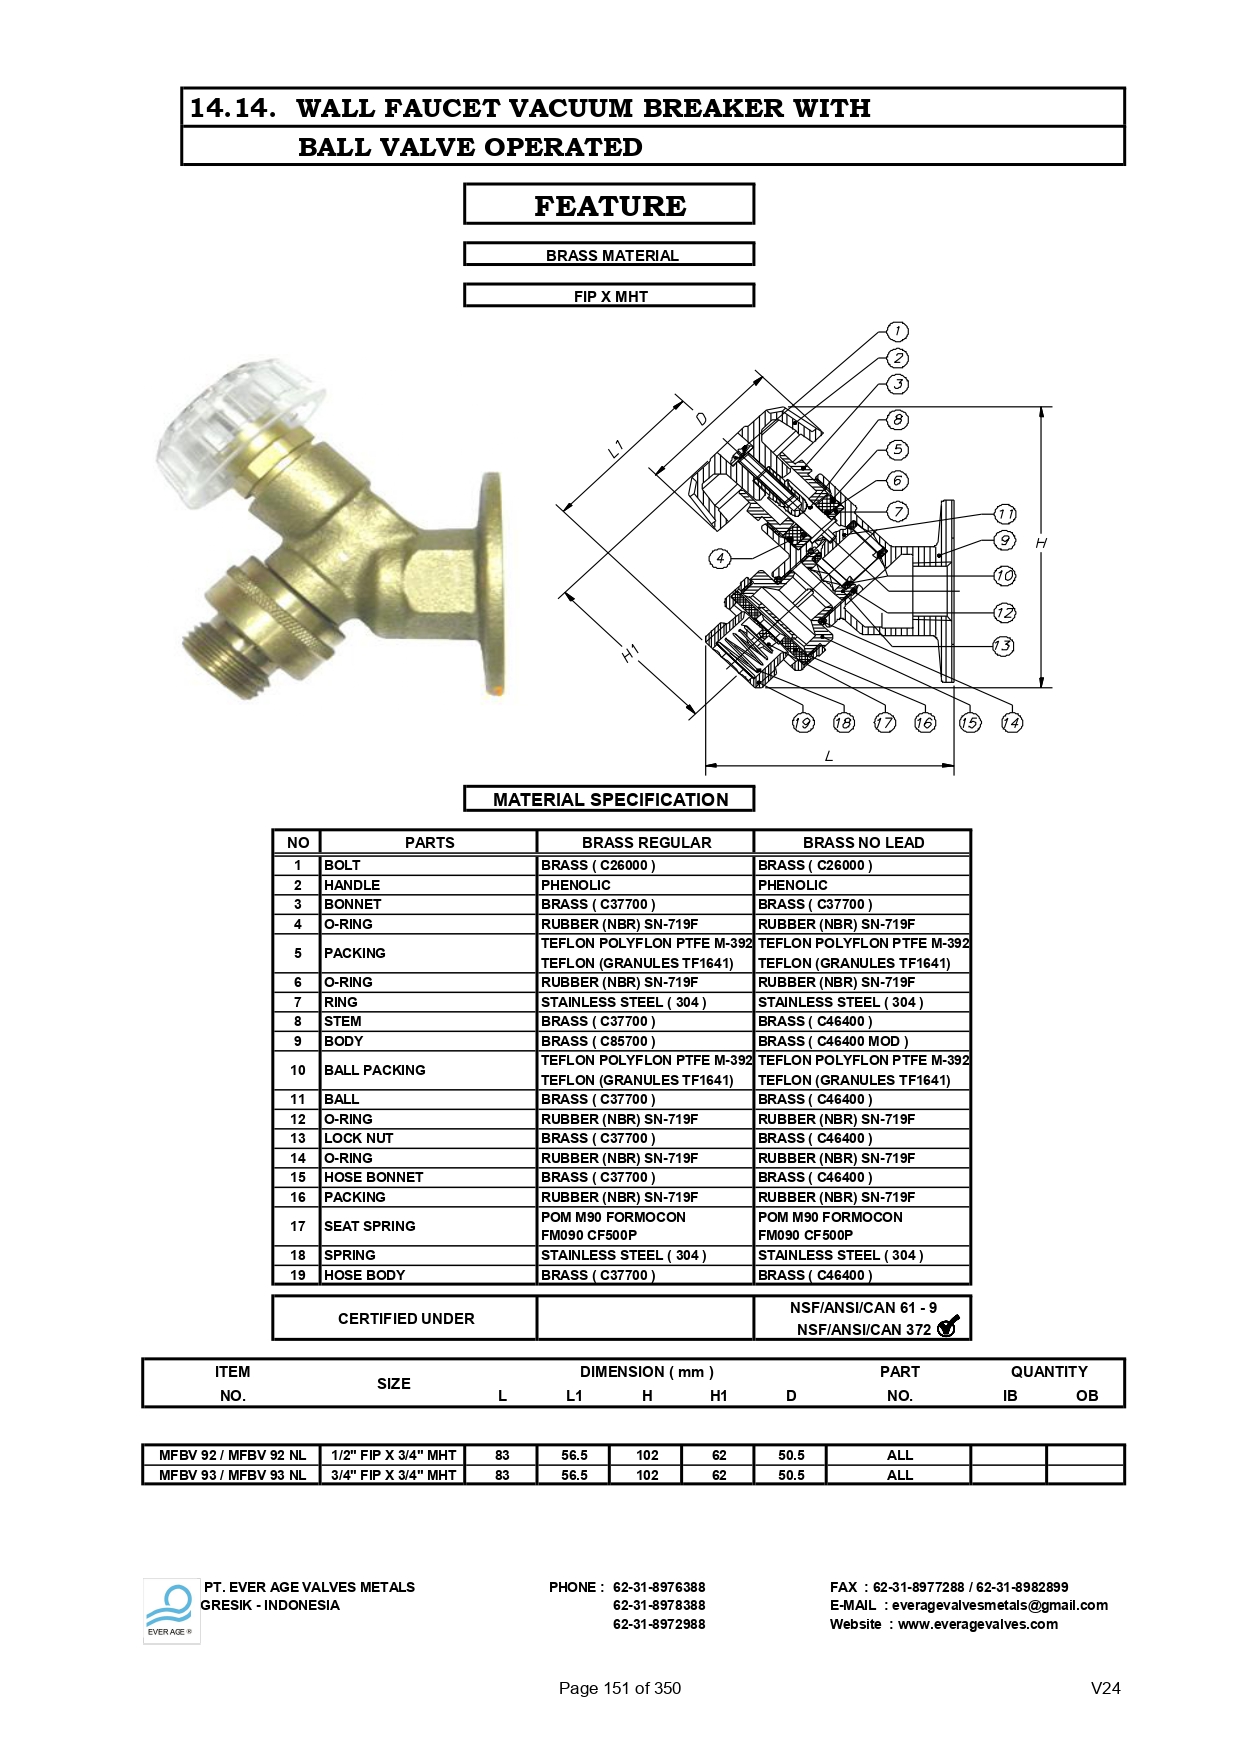 14.14. WALL FAUCET VACUUM BREAKER WITH
BALL VALVE OPERATED
FEATURE
BRASS MATERIAL
FIP X MHT
1
2
3
8
5
6
7
11
9
10
12
13
4
19 18 17 16 15 14
D
L1
H
H1
L
MATERIAL SPECIFICATION
NO PARTS BRASS REGULAR BRASS NO LEAD
1 BOLT BRASS ( C26000 ) BRASS ( C26000 )
2 HANDLE PHENOLIC PHENOLIC
3 BONNET BRASS ( C37700 ) BRASS ( C37700 )
4 O-RING RUBBER (NBR) SN-719F RUBBER (NBR) SN-719F
5 PACKING TEFLON POLYFLON PTFE M-392 TEFLON POLYFLON PTFE M-392
TEFLON (GRANULES TF1641) TEFLON (GRANULES TF1641)
6 O-RING RUBBER (NBR) SN-719F RUBBER (NBR) SN-719F
7 RING STAINLESS STEEL ( 304 ) STAINLESS STEEL ( 304 )
8 STEM BRASS ( C37700 ) BRASS ( C46400 )
9 BODY BRASS ( C85700 ) BRASS ( C46400 MOD )
10 BALL PACKING TEFLON POLYFLON PTFE M-392 TEFLON POLYFLON PTFE M-392
TEFLON (GRANULES TF1641) TEFLON (GRANULES TF1641)
11 BALL BRASS ( C37700 ) BRASS ( C46400 )
12 O-RING RUBBER (NBR) SN-719F RUBBER (NBR) SN-719F
13 LOCK NUT BRASS ( C37700 ) BRASS ( C46400 )
14 O-RING RUBBER (NBR) SN-719F RUBBER (NBR) SN-719F
15 HOSE BONNET BRASS ( C37700 ) BRASS ( C46400 )
16 PACKING RUBBER (NBR) SN-719F RUBBER (NBR) SN-719F
17 SEAT SPRING POM M90 FORMOCON POM M90 FORMOCON
FM090 CF500P FM090 CF500P
18 SPRING STAINLESS STEEL ( 304 ) STAINLESS STEEL ( 304 )
19 HOSE BODY BRASS ( C37700 ) BRASS ( C46400 )
CERTIFIED UNDER NSF/ANSI/CAN 61 - 9
NSF/ANSI/CAN 372
ITEM SIZE DIMENSION ( mm ) PART QUANTITY
NO. L L1 H H1 D NO. IB OB
MFBV 92 / MFBV 92 NL 1/2" FIP X 3/4" MHT 83 56.5 102 62 50.5 ALL
MFBV 93 / MFBV 93 NL 3/4" FIP X 3/4" MHT 83 56.5 102 62 50.5 ALL
EVER AGE ®
PT. EVER AGE VALVES METALS PHONE : 62-31-8976388 FAX : 62-31-8977288 / 62-31-8982899
GRESIK - INDONESIA 62-31-8978388 E-MAIL : everagevalvesmetals@gmail.com
62-31-8972988 Website : www.everagevalves.com
Page 151 of 350 V24